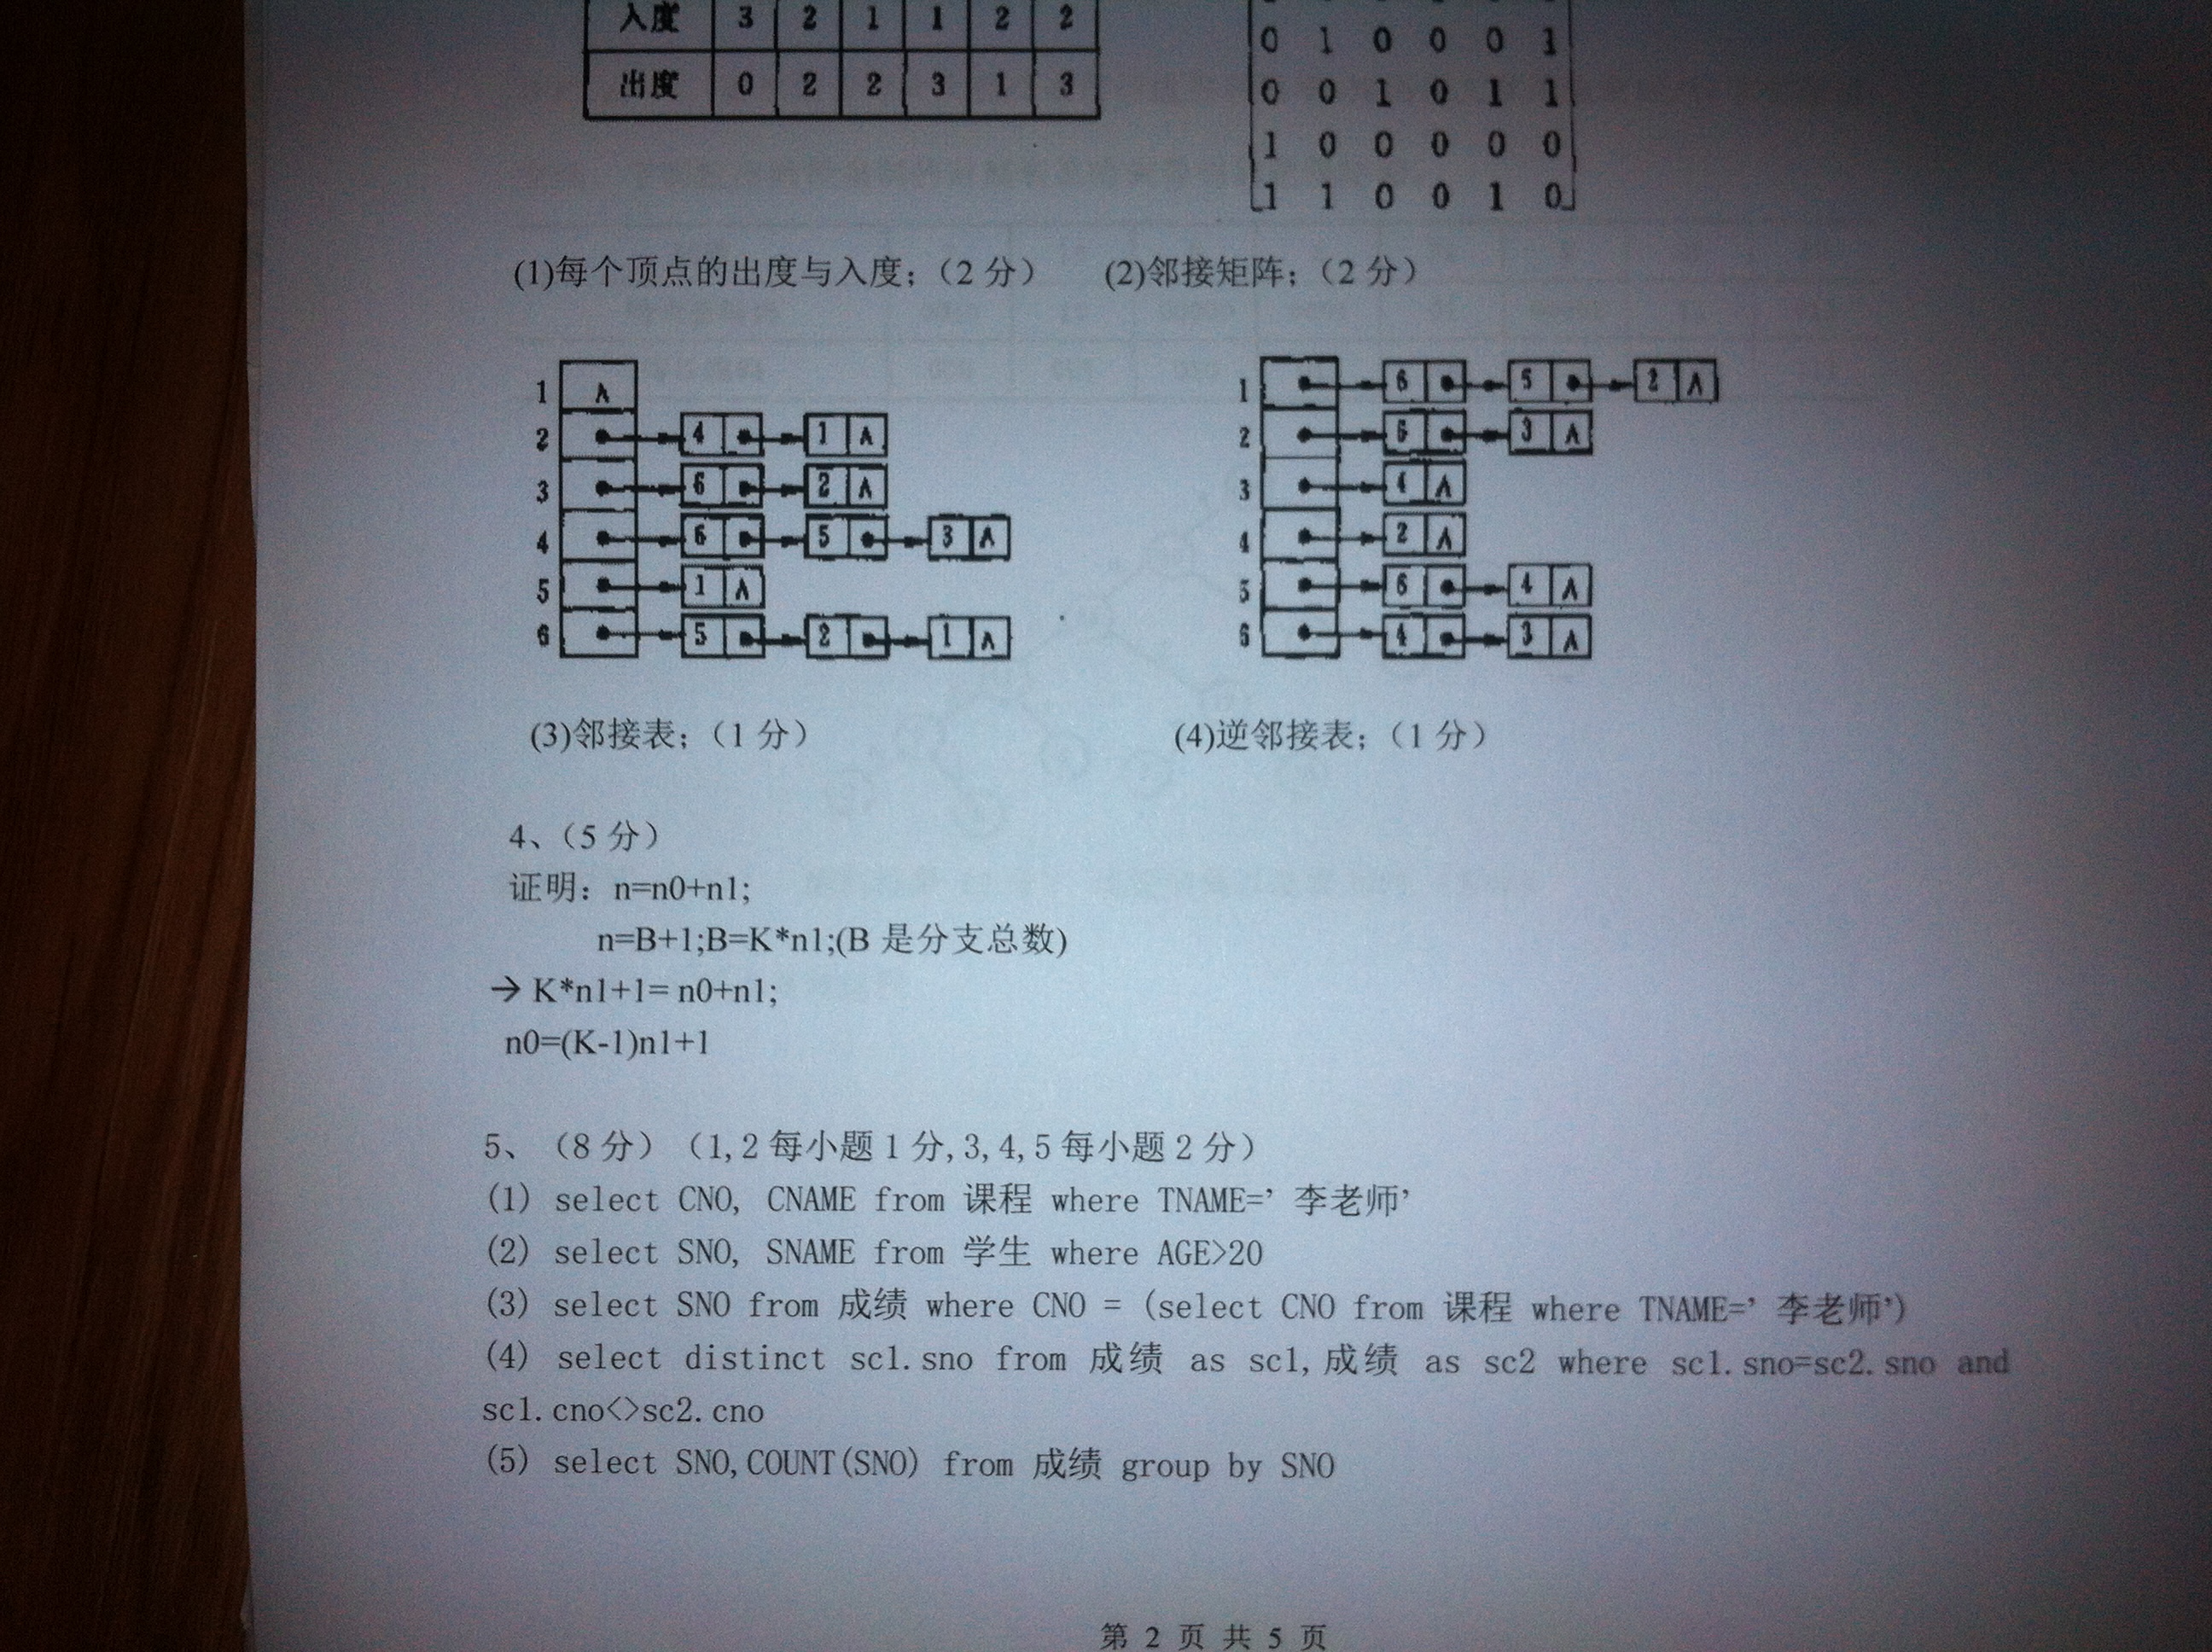 入度 3 2 1 1 2 2
出度 0 2 2 3 1 3
0 1 0 0 0 1
0 0 1 0 1 1
1 0 0 0 0 0
1 1 0 0 1 0
(1)每个顶点的出度与入度;（2 分） (2)邻接矩阵;（2 分）
1 ∧
2 4 1 ∧
3 6 2 ∧
4 6 5 3 ∧
5 1 ∧
6 5 2 1 ∧
1 6 5 2 ∧
2 6 3 ∧
3 4 ∧
4 2 ∧
5 6 4 ∧
6 4 3 ∧
(3)邻接表;（1 分） (4)逆邻接表;（1 分）
4、（5 分）
证明：n=n0+n1;
n=B+1;B=K*n1;(B 是分支总数)
→ K*n1+1= n0+n1;
n0=(K-1)n1+1
5、（8 分）（1,2 每小题 1 分,3,4,5 每小题 2 分）
(1) select CNO, CNAME from 课程 where TNAME=’ 李老师’
(2) select SNO, SNAME from 学生 where AGE>20
(3) select SNO from 成绩 where CNO = (select CNO from 课程 where TNAME=’ 李老师’)
(4) select distinct sc1.sno from 成绩 as sc1,成绩 as sc2 where sc1.sno=sc2.sno and
sc1.cno<>sc2.cno
(5) select SNO,COUNT(SNO) from 成绩 group by SNO
第 2 页 共 5 页